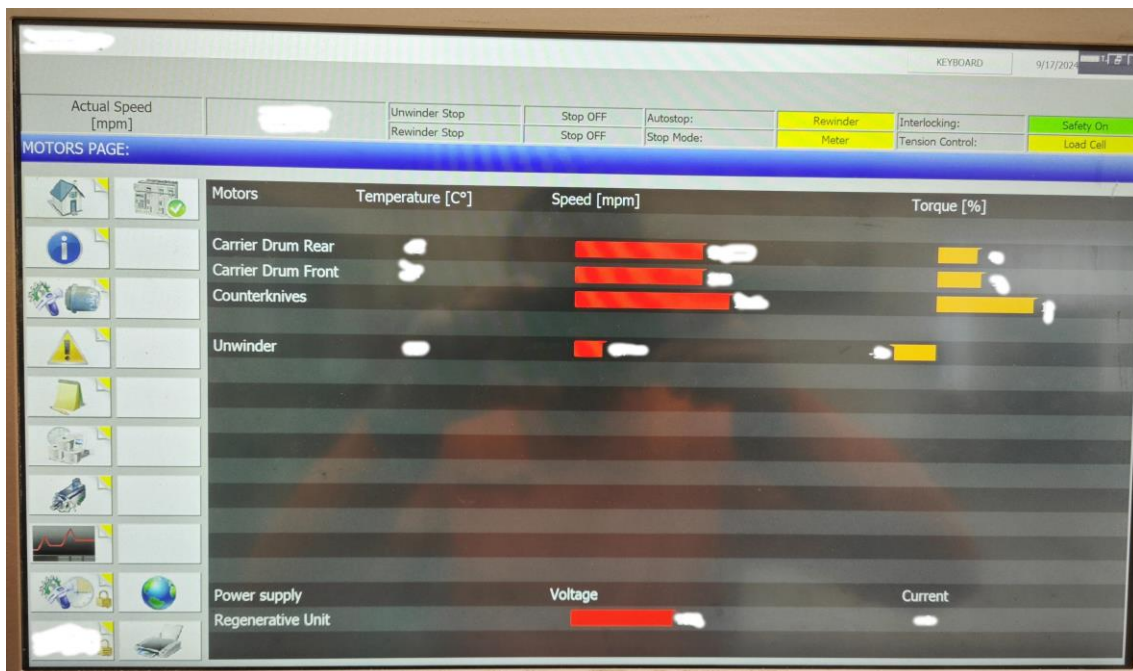 KEYBOARD
9/17/2024
Actual Speed
[mpm]
Unwinder Stop
Stop OFF
Autostop:
Rewinder
Interlocking:
Safety On
Rewinder Stop
Stop OFF
Stop Mode:
Meter
Tension Control:
Load Cell
MOTORS PAGE:
Motors
Temperature [C°]
Speed [mpm]
Torque [%]
Carrier Drum Rear
Carrier Drum Front
Counterknives
Unwinder
Power supply
Voltage
Current
Regenerative Unit